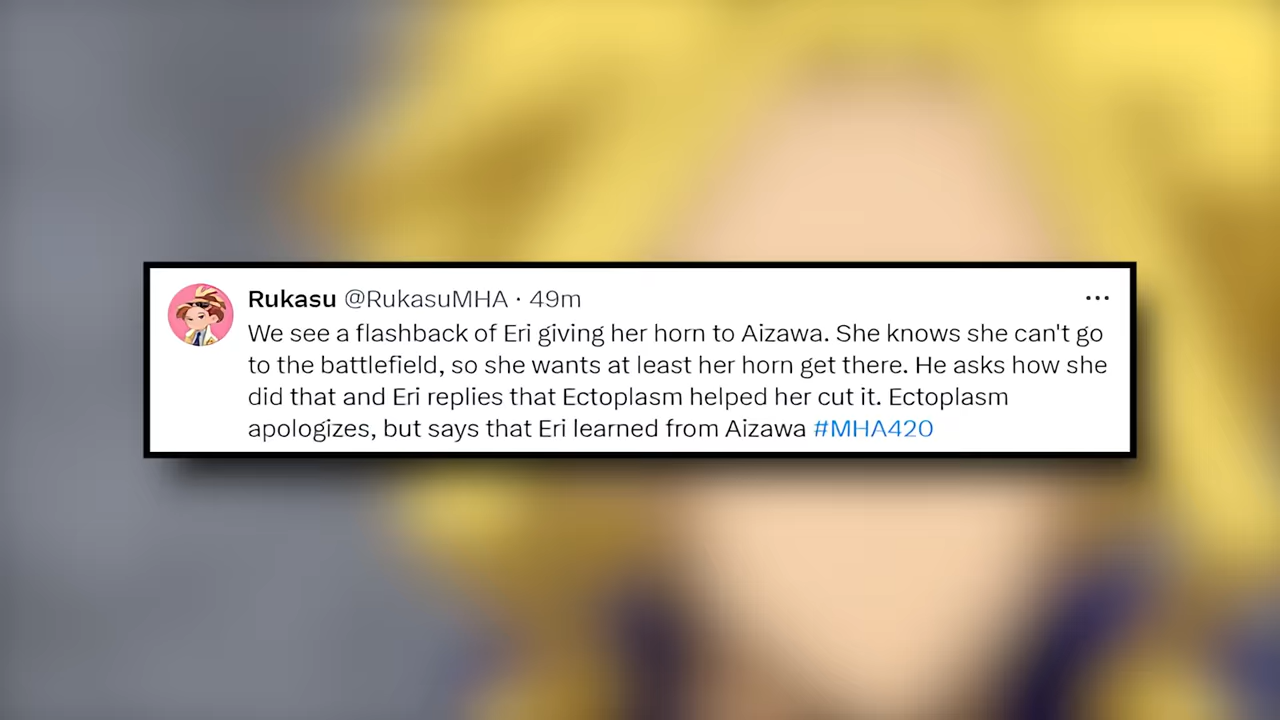 Rukasu @RukasuMHA · 49m
We see a flashback of Eri giving her horn to Aizawa. She knows she can't go
to the battlefield, so she wants at least her horn get there. He asks how she
did that and Eri replies that Ectoplasm helped her cut it. Ectoplasm
apologizes, but says that Eri learned from Aizawa #MHA420